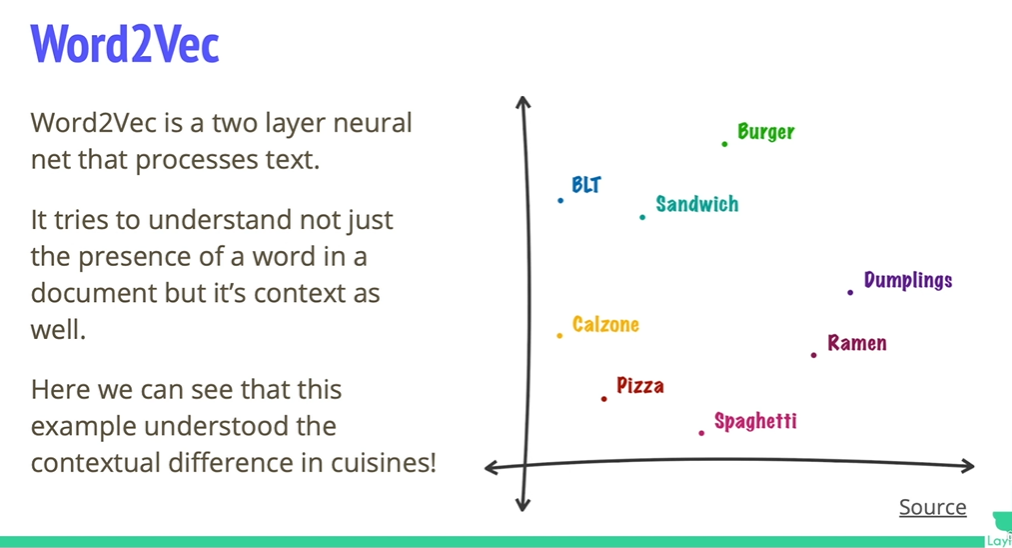 Word2Vec
Word2Vec is a two layer neural
net that processes text.
It tries to understand not just
the presence of a word in a
document but it's context as
well.
Here we can see that this
example understood the
contextual difference in cuisines!
Burger
BLT
Sandwich
Dumplings
Calzone
Ramen
Pizza
Spaghetti
Source